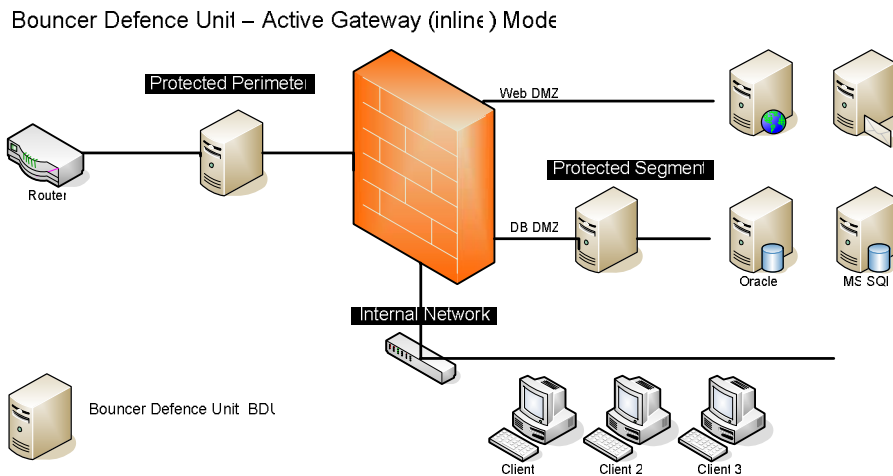 Bouncer Defence Unit – Active Gateway (inline) Mode
Protected Perimeter
Web DMZ
Router
Protected Segment
DB DMZ
Oracle
MS SQL
Internal Network
Bouncer Defence Unit BDU
Client
Client 2
Client 3